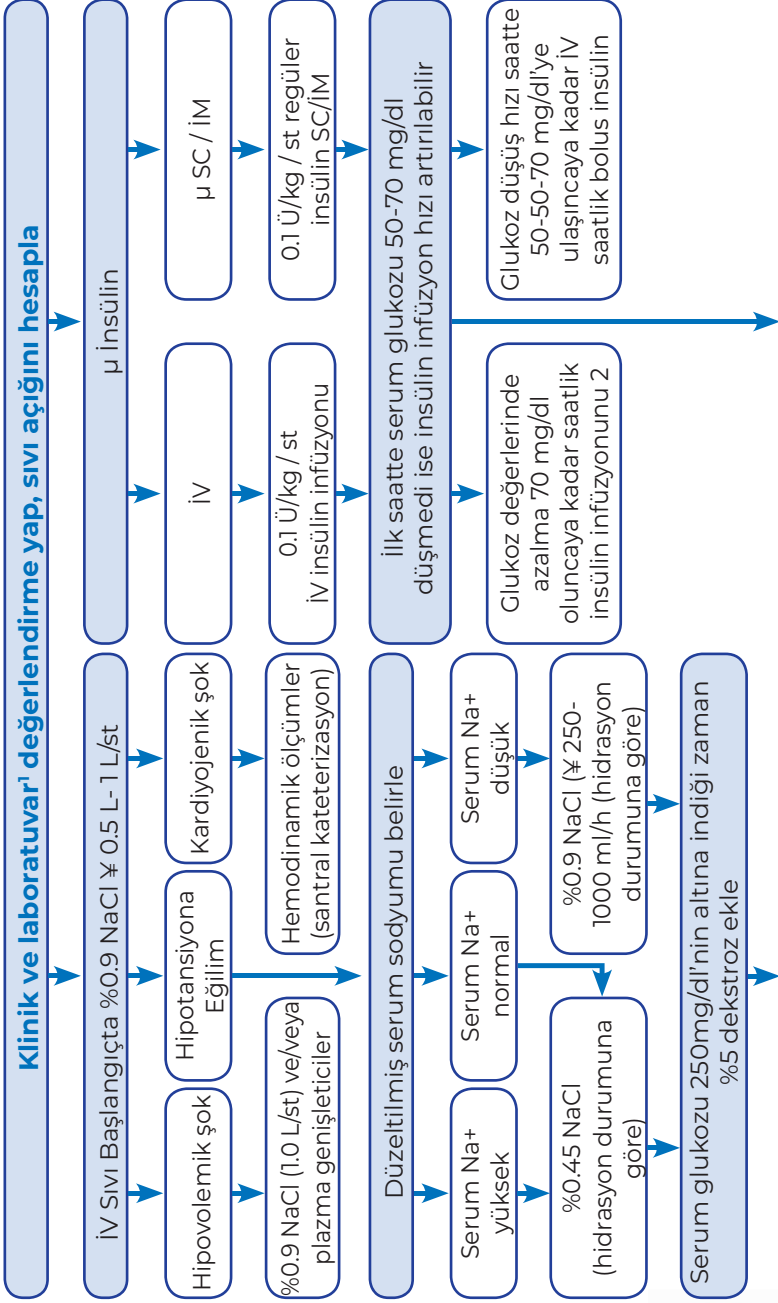 Klinik ve laboratuvar¹ değerlendirme yap, sıvı açığını hesapla
İV Sıvı Başlangıçta %0.9 NaCl ¥ 0.5 L- 1 L/st
Hipovolemik şok
Hipotansiyona
Eğilim
Kardiyojenik şok
%0.9 NaCl (1.0 L/st) ve/veya
plazma genişleticiler
Hemodinamik ölçümler
(santral kateterizasyon)
Düzeltilmiş serum sodyumu belirle
Serum Na+
yüksek
Serum Na+
normal
Serum Na+
düşük
%0.45 NaCl
(hidrasyon durumuna
göre)
%0.9 NaCl (¥ 250-
1000 ml/h (hidrasyon
durumuna göre)
Serum glukozu 250mg/dl’nin altına indiği zaman
%5 dekstroz ekle
µ İnsülin
İV
µ SC / İM
0.1 Ü/kg / st
İV insülin infüzyonu
0.1 Ü/kg / st regüler
insülin SC/İM
İlk saatte serum glukozu 50-70 mg/dl
düşmedi ise insülin infüzyon hızı artırılabilir
Glukoz değerlerinde
azalma 70 mg/dl
oluncaya kadar saatlik
insülin infüzyonunu 2
Glukoz düşüş hızı saatte
50-50-70 mg/dl’ye
ulaşıncaya kadar İV
saatlik bolus insülin